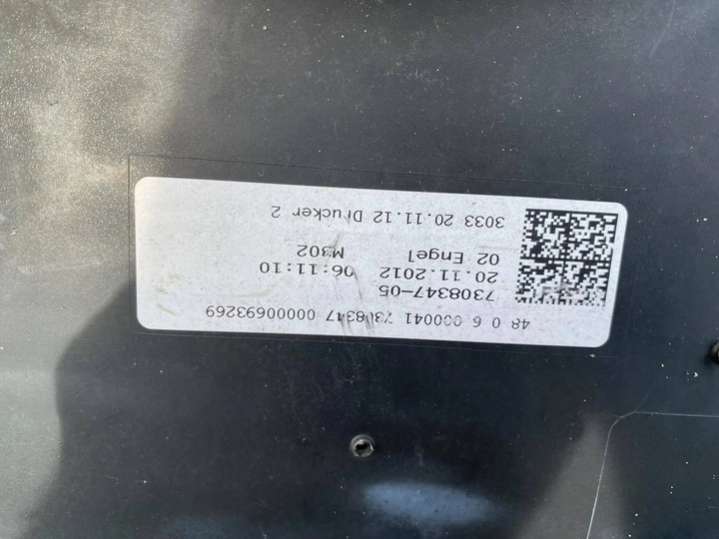 48 0 6 000041 7308347 00000693269
7308347-05
20.11.2012 06:11:10
02 Engel M302
3033 20.11.12 Drucker 2